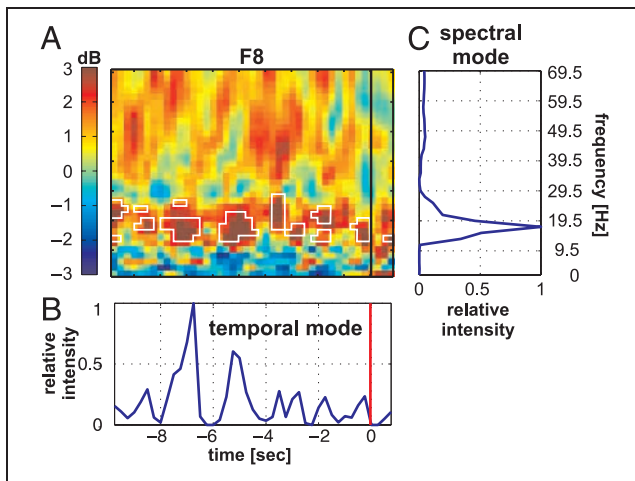 A
F8
dB
3
2
1
0
−1
−2
−3
C spectral
mode
69.5
59.5
49.5
39.5
29.5
19.5
9.5
0
frequency [Hz]
0 0.5 1
relative
intensity
B
temporal mode
relative
intensity
1
0.5
0
−8 −6 −4 −2 0
time [sec]